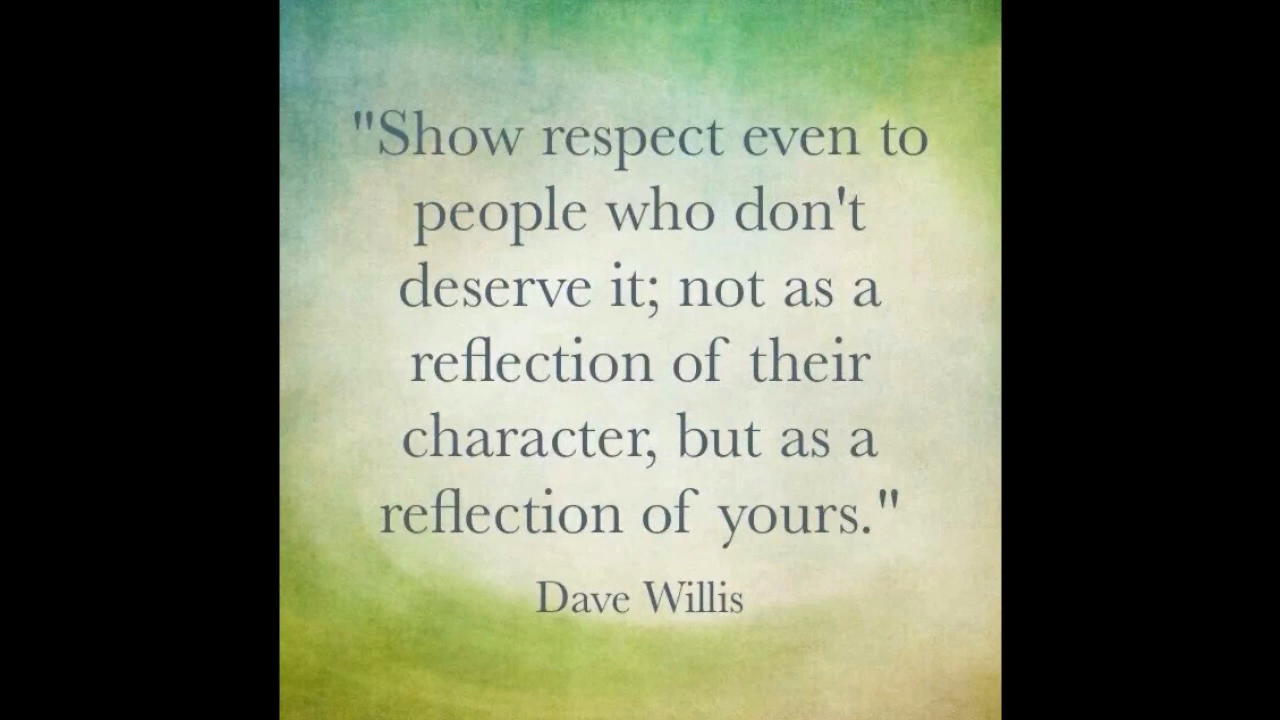 "Show respect even to
people who don't
deserve it; not as a
reflection of their
character, but as a
reflection of yours."
Dave Willis